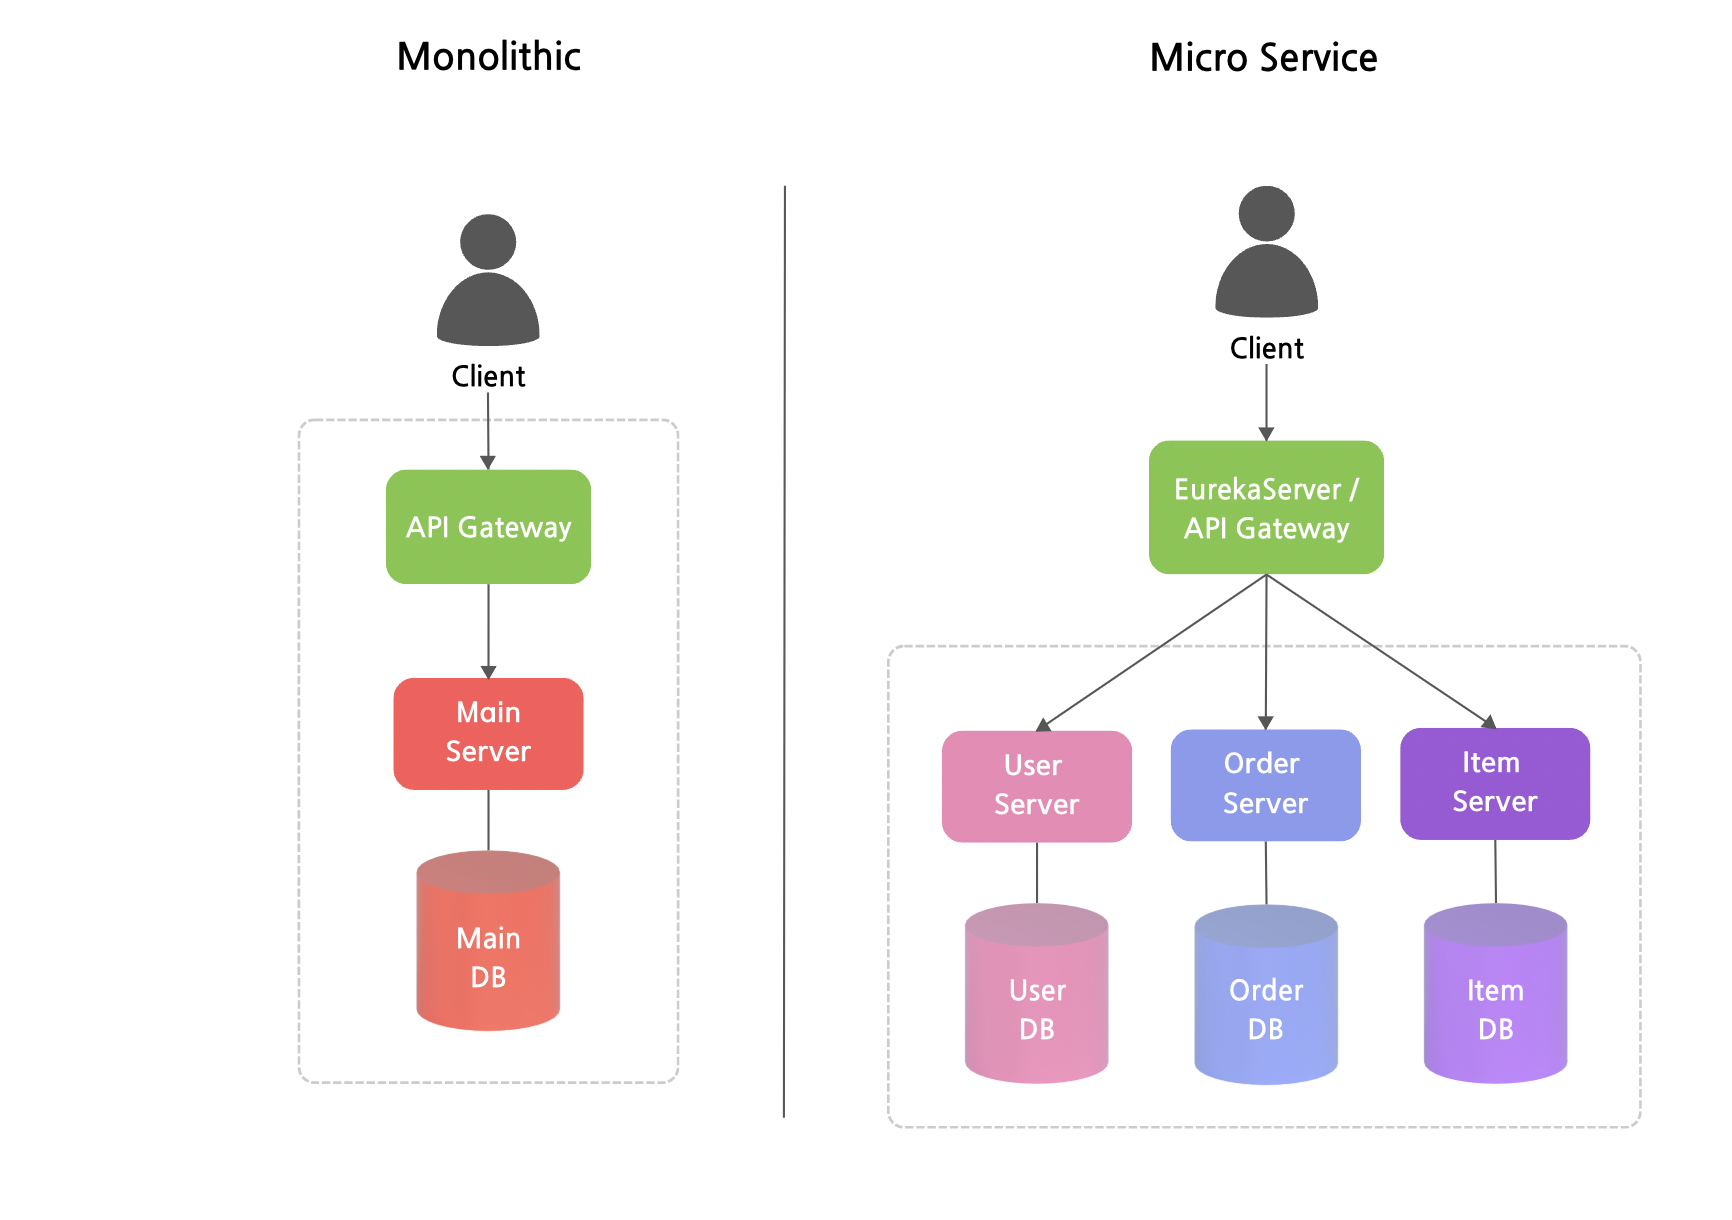 Monolithic
Client
API Gateway
Main
Server
Main
DB
Micro Service
Client
EurekaServer /
API Gateway
User
Server
Order
Server
Item
Server
User
DB
Order
DB
Item
DB